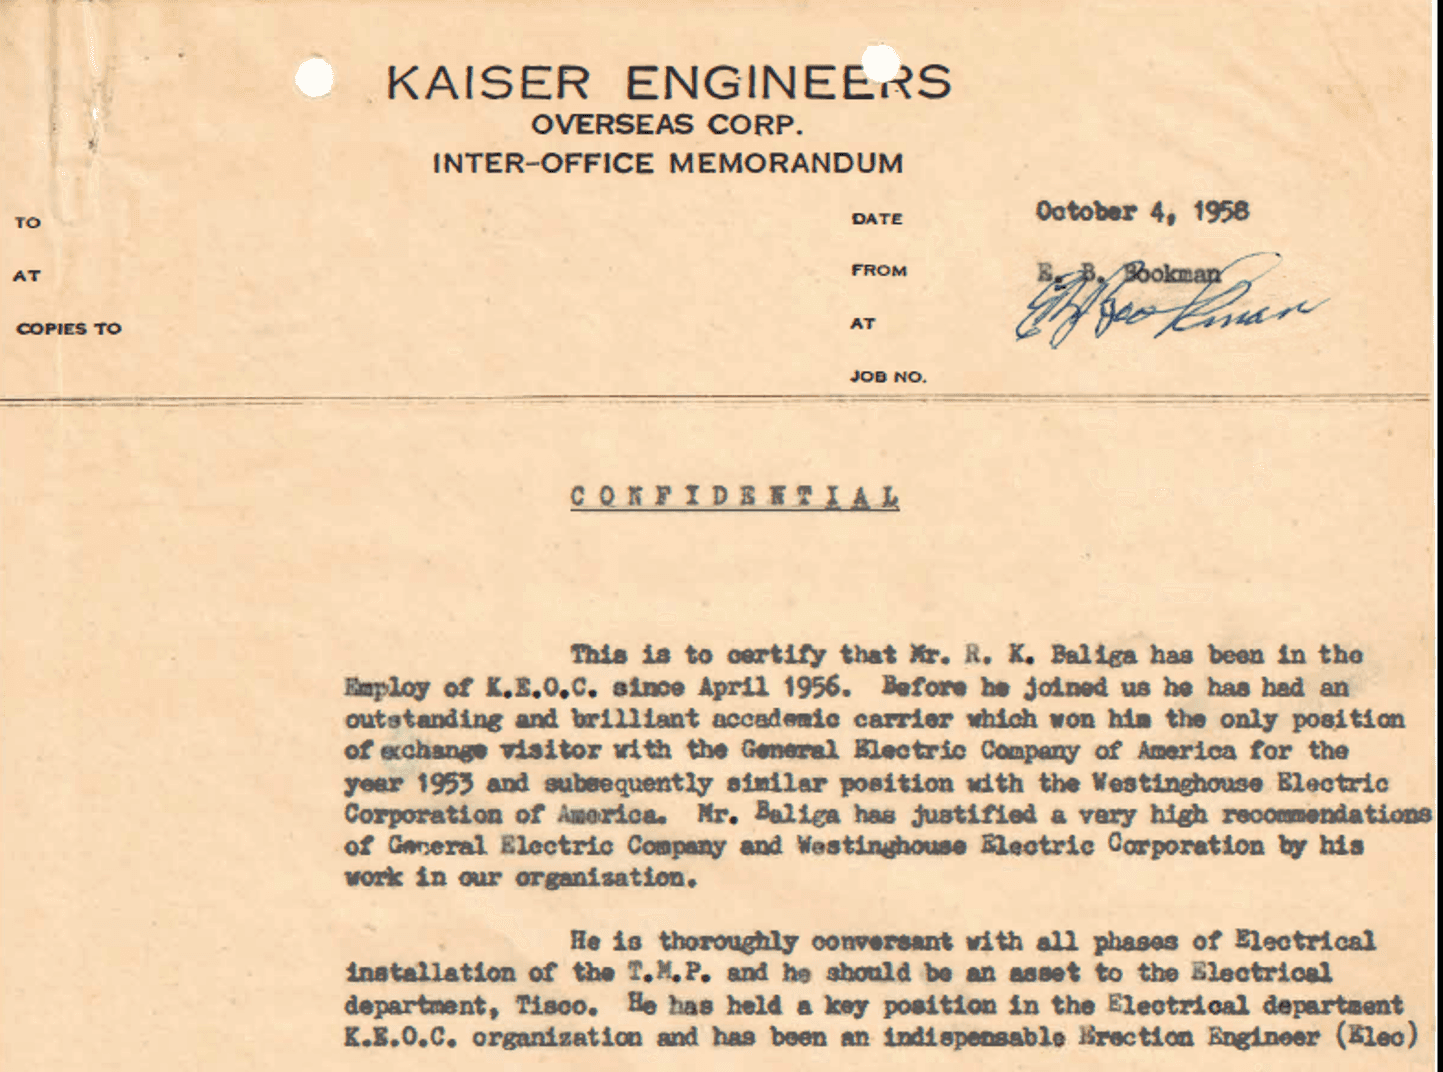 KAISER ENGINEERS
OVERSEAS CORP.
INTER-OFFICE MEMORANDUM
TO
DATE October 4, 1958
AT
FROM E. B. Bookman
EB Bookman
COPIES TO
AT
JOB NO.
CONFIDENTIAL
This is to certify that Mr. R. K. Baliga has been in the
Employ of K.E.O.C. since April 1956. Before he joined us he has had an
outstanding and brilliant accademic carrier which won him the only position
of exchange visitor with the General Electric Company of America for the
year 1953 and subsequently similar position with the Westinghouse Electric
Corporation of America. Mr. Baliga has justified a very high recommendations
of General Electric Company and Westinghouse Electric Corporation by his
work in our organization.
He is thoroughly conversant with all phases of Electrical
installation of the T.M.P. and he should be an asset to the Electrical
department, Tisco. He has held a key position in the Electrical department
K.E.O.C. organization and has been an indispensable Erection Engineer (Elec)